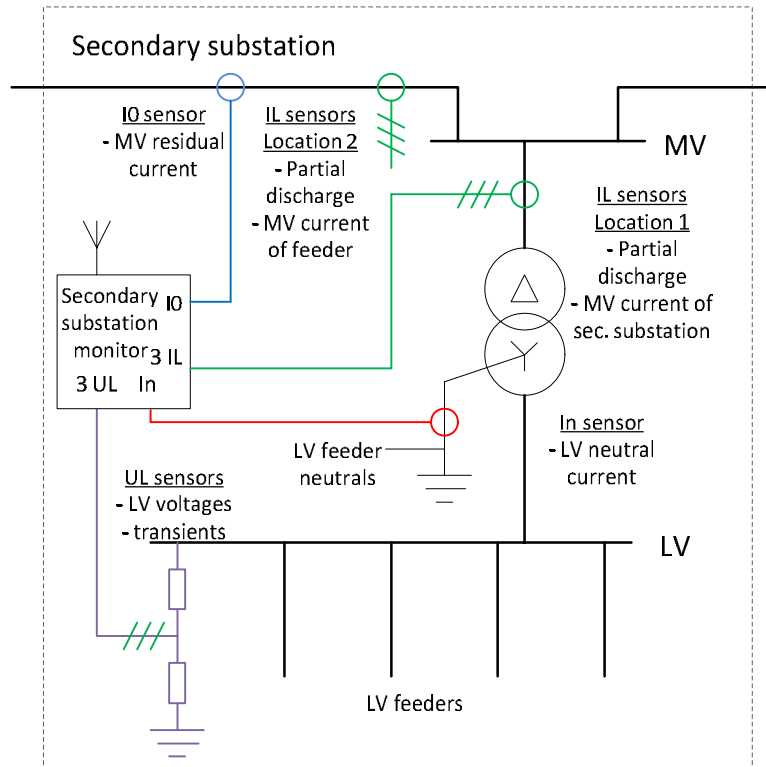 Secondary substation
I0 sensor
- MV residual
current
IL sensors
Location 2
- Partial
discharge
- MV current
of feeder
MV
IL sensors
Location 1
- Partial
discharge
- MV current of
sec. substation
Secondary
substation
monitor
I0
3 IL
3 UL
In
In sensor
- LV neutral
current
LV feeder
neutrals
UL sensors
- LV voltages
- transients
LV
LV feeders